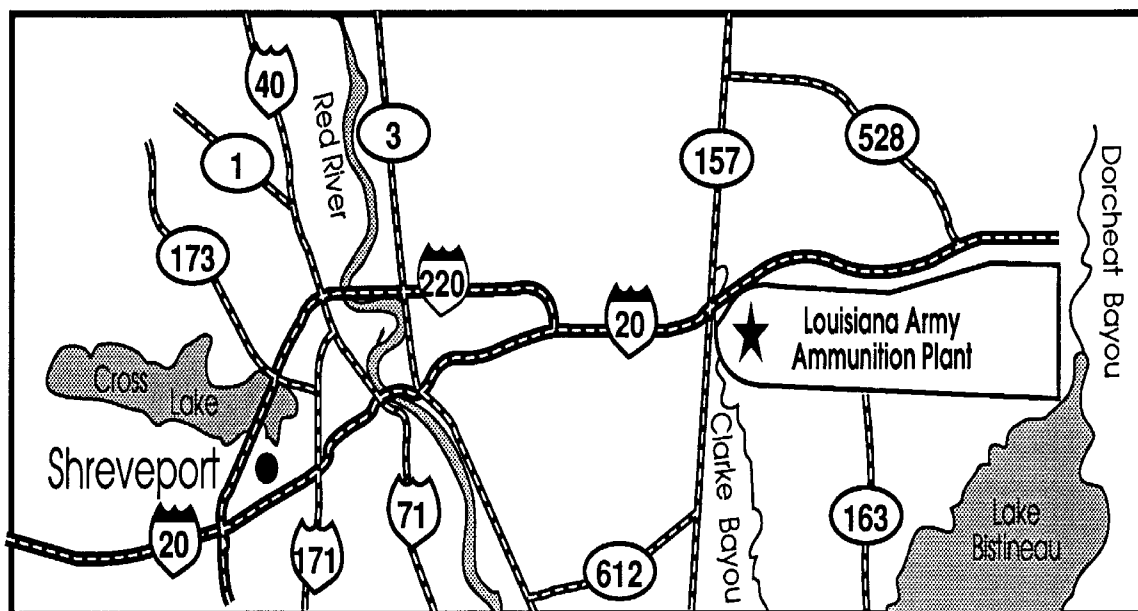 40
Red River
3
1
157
528
Dorcheat Bayou
173
220
20
Louisiana Army
Ammunition Plant
Cross
Lake
Clarke Bayou
Shreveport
20
171
71
612
163
Lake
Bistineau